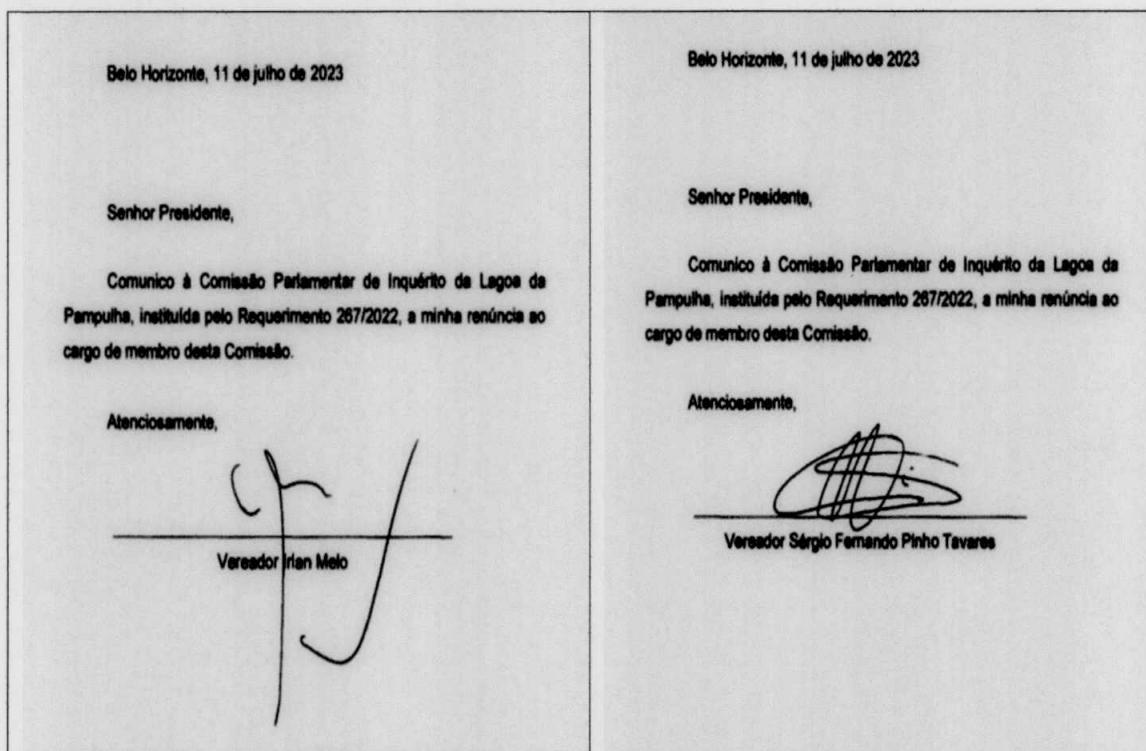 Belo Horizonte, 11 de julho de 2023
Senhor Presidente,
Comunico à Comissão Parlamentar de Inquérito da Lagoa da
Pampulha, instituída pelo Requerimento 267/2022, a minha renúncia ao
cargo de membro desta Comissão.
Atenciosamente,
Vereador Irlan Melo
Belo Horizonte, 11 de julho de 2023
Senhor Presidente,
Comunico à Comissão Parlamentar de Inquérito da Lagoa da
Pampulha, instituída pelo Requerimento 267/2022, a minha renúncia ao
cargo de membro desta Comissão.
Atenciosamente,
Vereador Sérgio Fernando Pinho Tavares